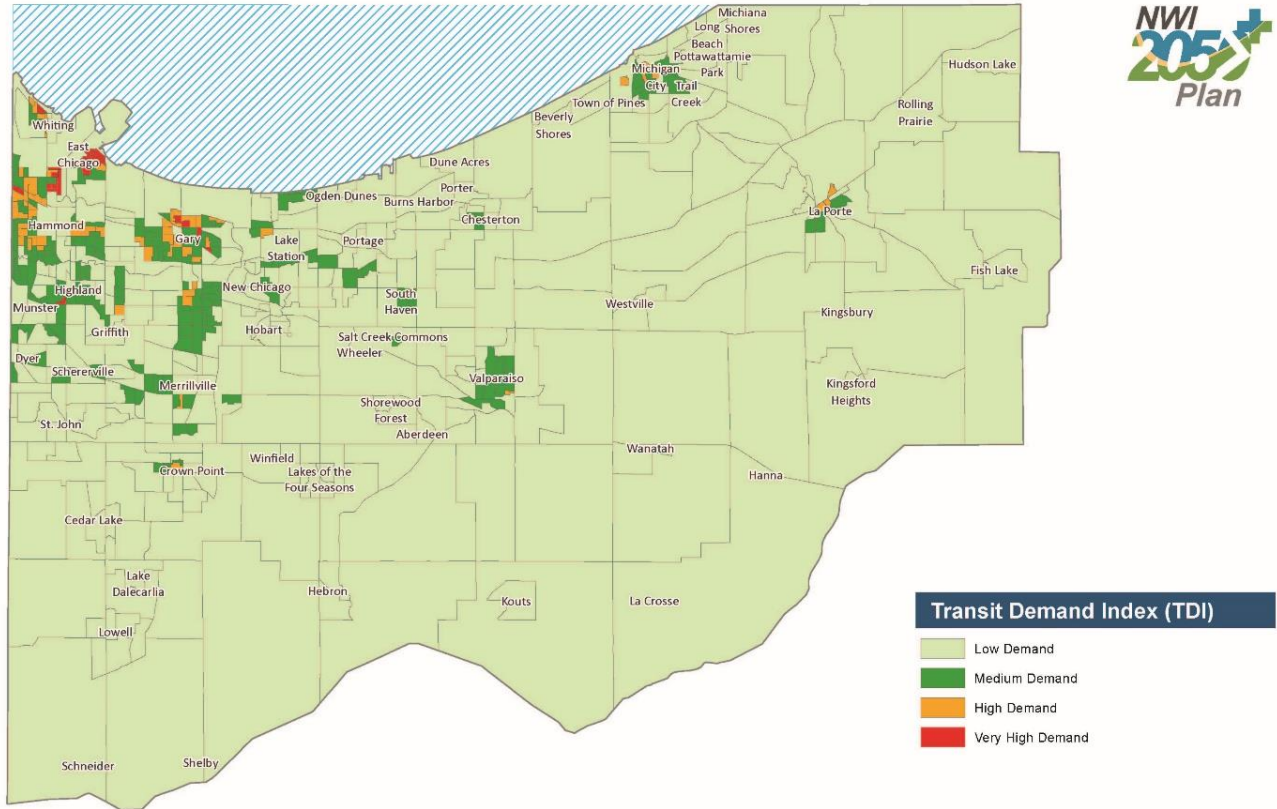 NWI
2050
Plan
Michiana
Shores
Long
Beach
Pottawattamie
Park
Michigan
City
Trail
Creek
Town of Pines
Beverly
Shores
Hudson Lake
Rolling
Prairie
Whiting
East
Chicago
Dune Acres
Ogden Dunes
Porter
Burns Harbor
Chesterton
La Porte
Hammond
Gary
Lake
Station
Portage
Fish Lake
Highland
New Chicago
South
Haven
Westville
Kingsbury
Munster
Griffith
Hobart
Salt Creek Commons
Wheeler
Dyer
Schererville
Merrillville
Valparaiso
Kingsford
Heights
Shorewood
Forest
Aberdeen
St. John
Wanatah
Hanna
Winfield
Crown Point
Lakes of the
Four Seasons
Cedar Lake
Lake
Dalecarlia
Hebron
Kouts
La Crosse
Lowell
Schneider
Shelby
Transit Demand Index (TDI)
Low Demand
Medium Demand
High Demand
Very High Demand